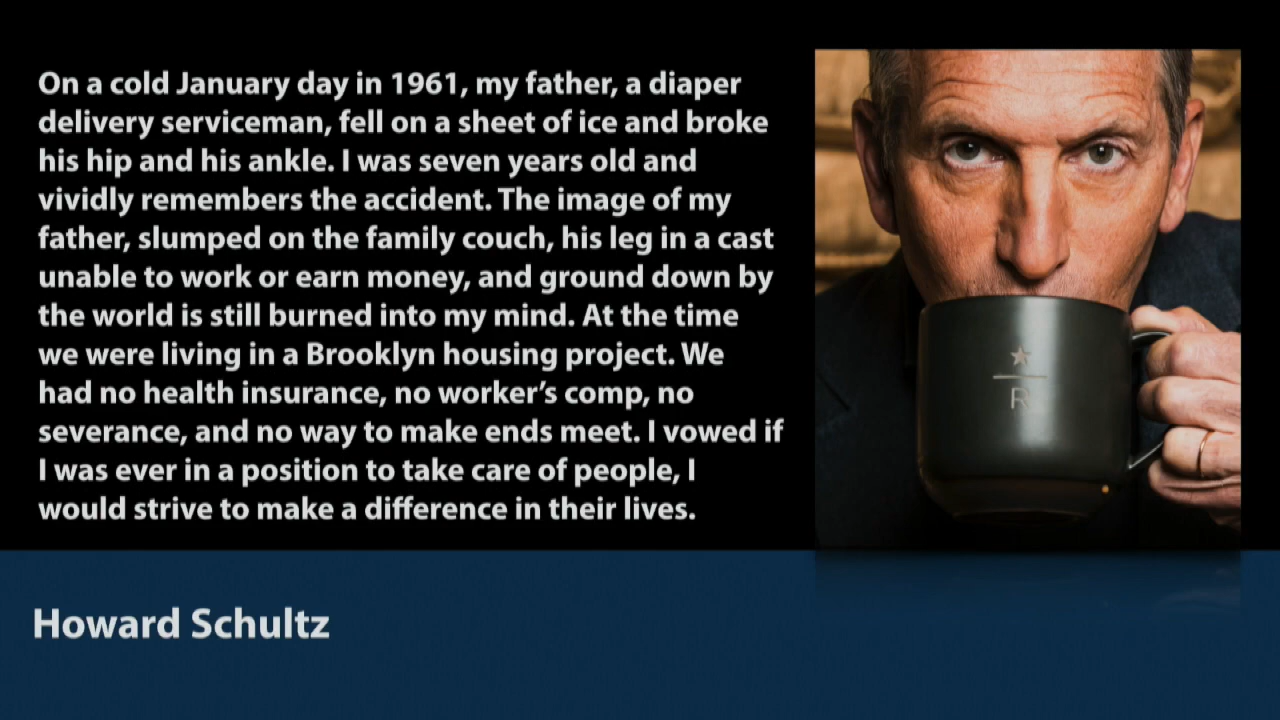 On a cold January day in 1961, my father, a diaper
delivery serviceman, fell on a sheet of ice and broke
his hip and his ankle. I was seven years old and
vividly remembers the accident. The image of my
father, slumped on the family couch, his leg in a cast
unable to work or earn money, and ground down by
the world is still burned into my mind. At the time
we were living in a Brooklyn housing project. We
had no health insurance, no worker’s comp, no
severance, and no way to make ends meet. I vowed if
I was ever in a position to take care of people, I
would strive to make a difference in their lives.
R
Howard Schultz